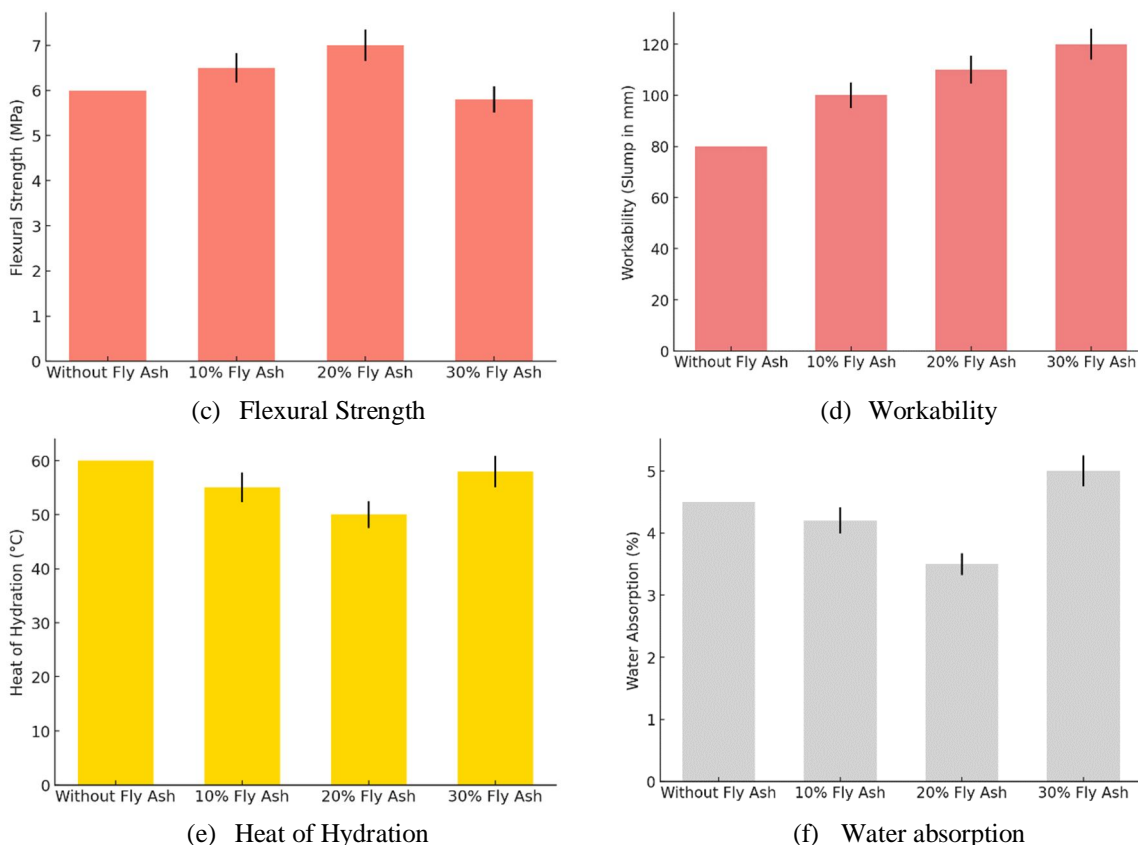 Flexural Strength (MPa)
7
6
5
4
3
2
1
0
Without Fly Ash 10% Fly Ash 20% Fly Ash 30% Fly Ash
(c) Flexural Strength
Workability (Slump in mm)
120
100
80
60
40
20
0
Without Fly Ash 10% Fly Ash 20% Fly Ash 30% Fly Ash
(d) Workability
Heat of Hydration (°C)
60
50
40
30
20
10
0
Without Fly Ash 10% Fly Ash 20% Fly Ash 30% Fly Ash
(e) Heat of Hydration
Water Absorption (%)
5
4
3
2
1
0
Without Fly Ash 10% Fly Ash 20% Fly Ash 30% Fly Ash
(f) Water absorption